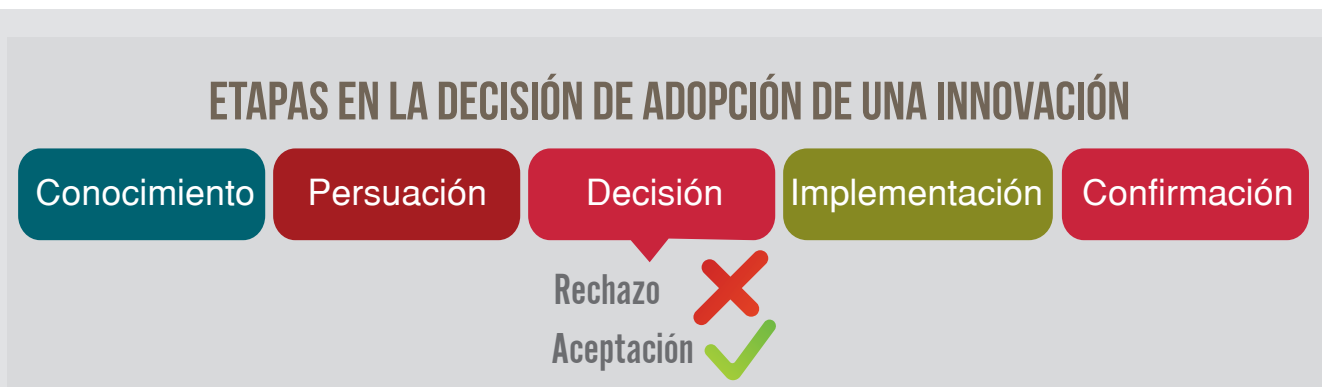 ETAPAS EN LA DECISIÓN DE ADOPCIÓN DE UNA INNOVACIÓN
Conocimiento Persuación Decisión Implementación Confirmación
Rechazo
Aceptación